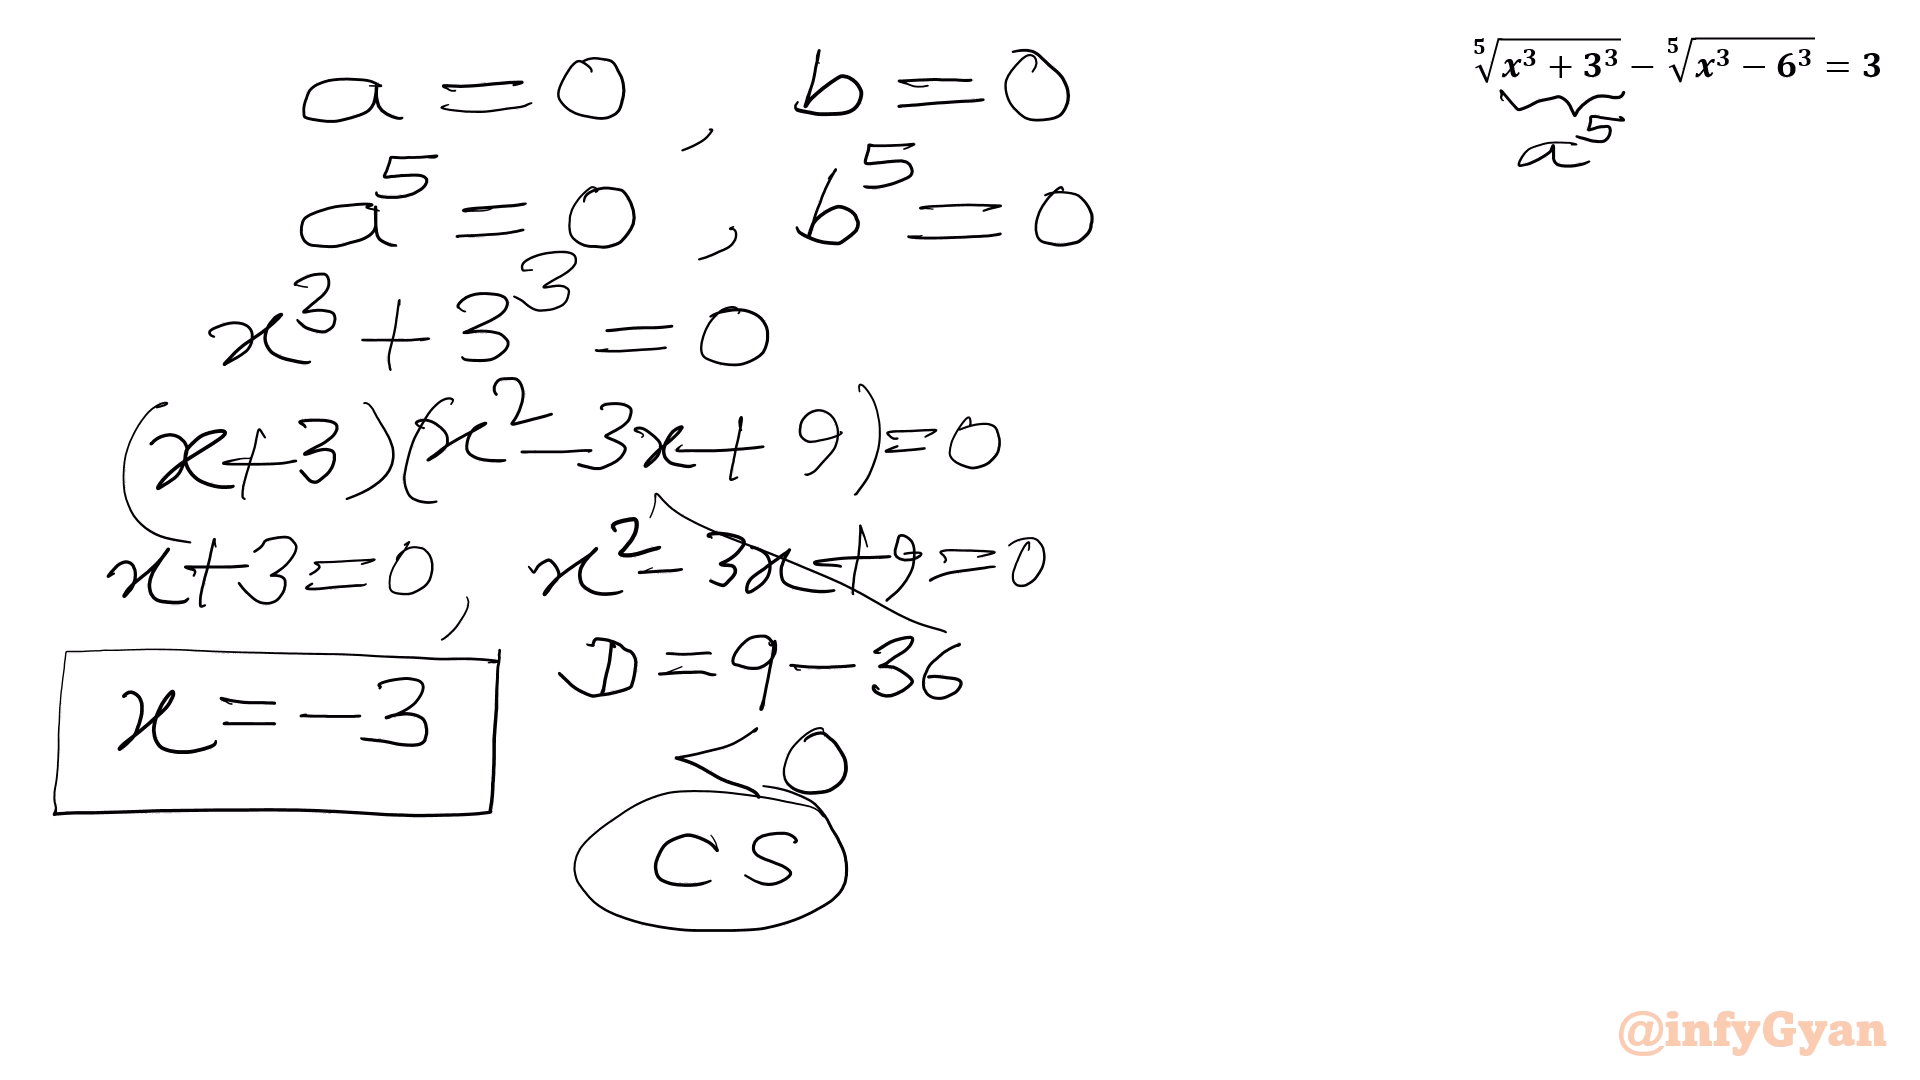 a = 0 , b = 0
⁵√(x³ + 3³) − ⁵√(x³ − 6³) = 3
a⁵
a⁵ = 0 , b⁵ = 0
x³ + 3³ = 0
(x+3)(x² − 3x + 9) = 0
x+3=0 , x² − 3x + 9 = 0
D = 9 − 36
x = −3
< 0
CS
@infyGyan